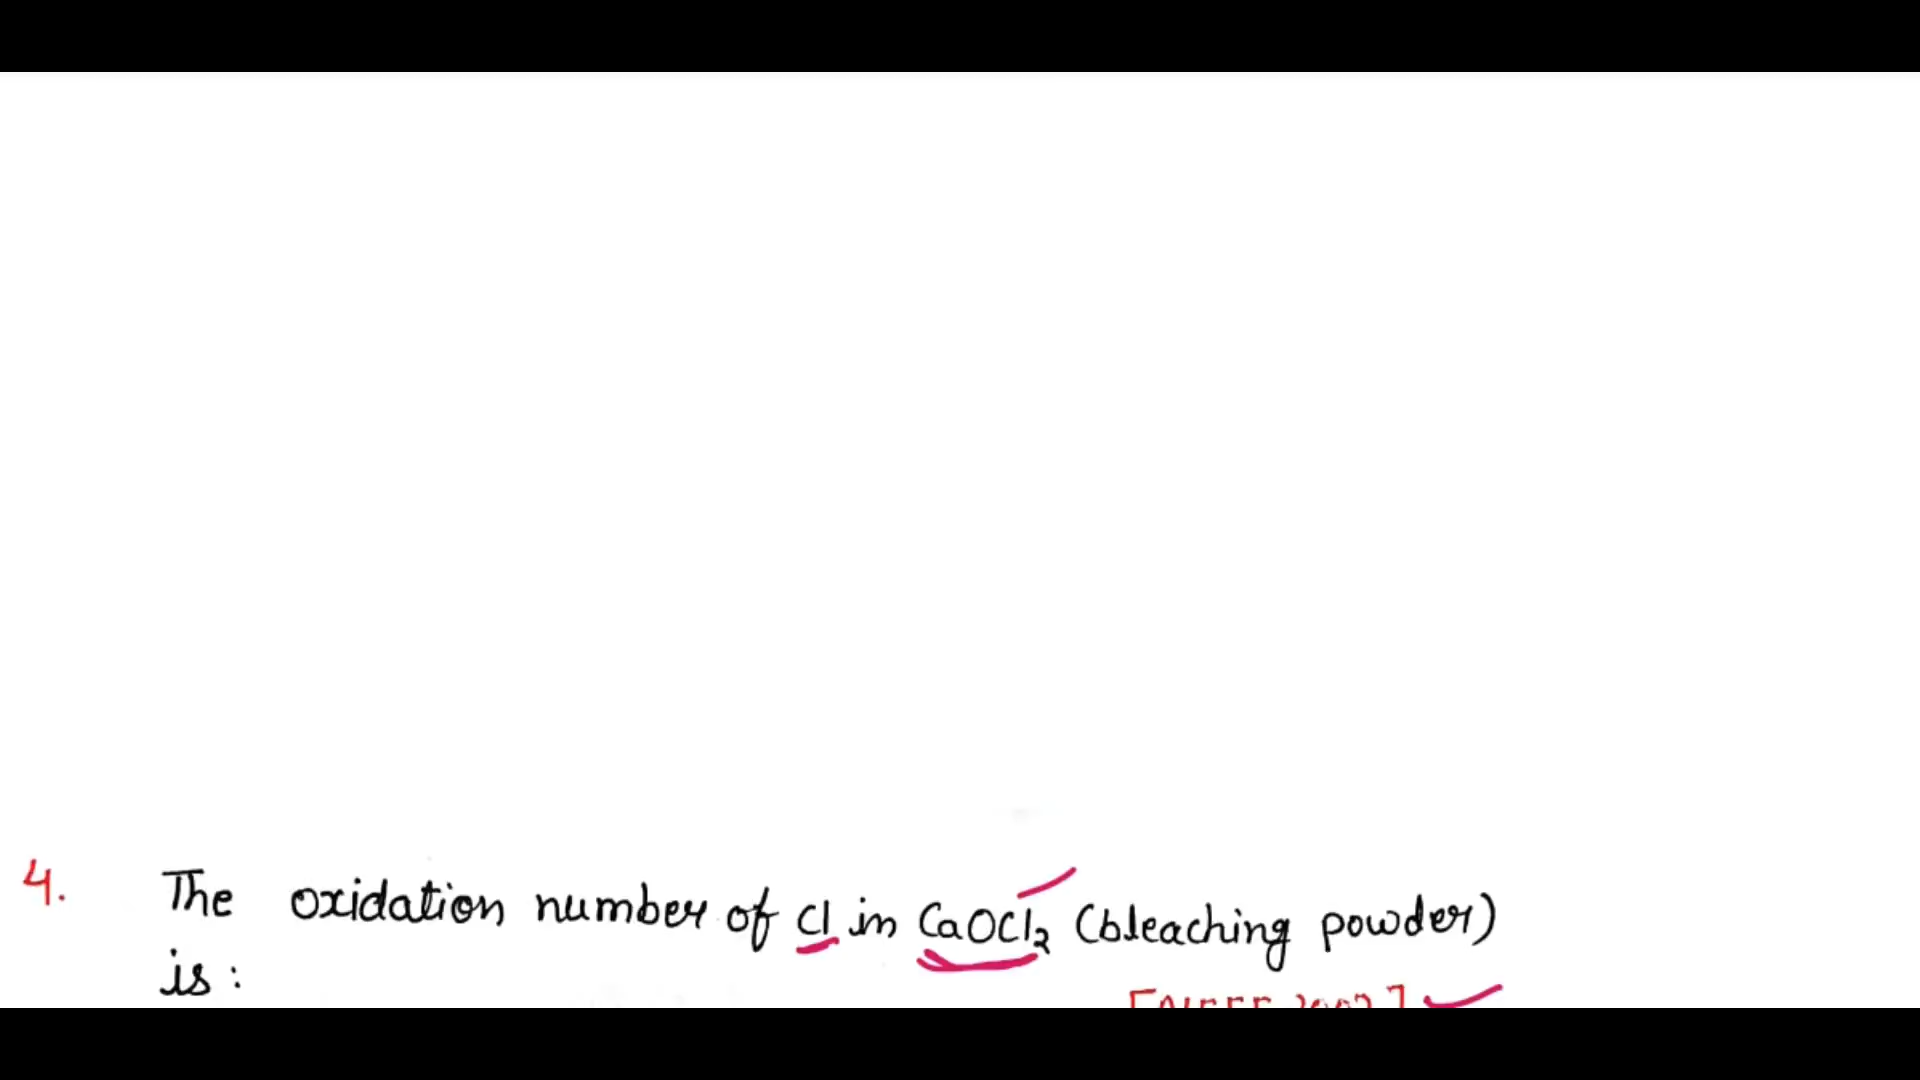 4. The oxidation number of Cl in CaOCl₂ (bleaching powder)
is :